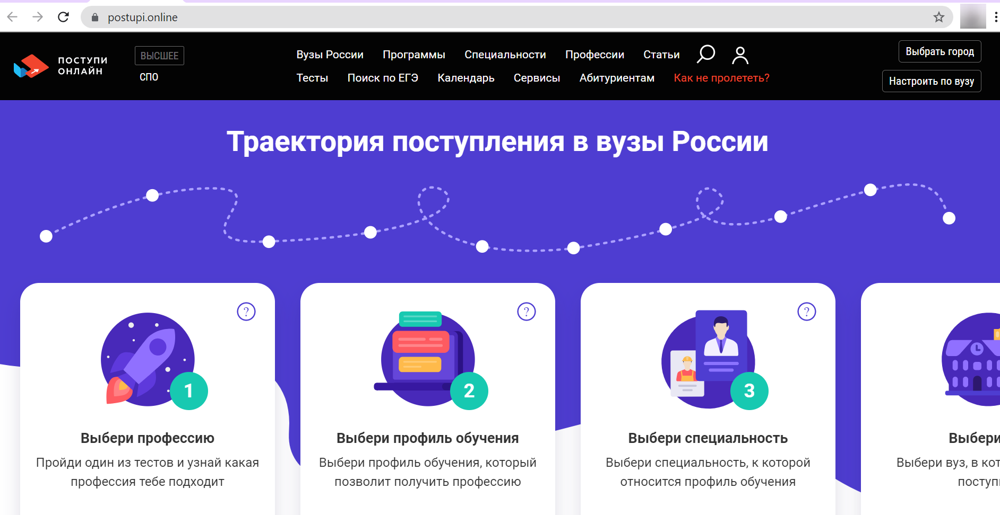 postupi.online
ПОСТУПИ
ОНЛАЙН
ВЫСШЕЕ
СПО
Вузы России Программы Специальности Профессии Статьи
Тесты Поиск по ЕГЭ Календарь Сервисы Абитуриентам Как не пролететь?
Выбрать город
Настроить по вузу
Траектория поступления в вузы России
?
?
?
1
2
3
Выбери профессию
Пройди один из тестов и узнай какая
профессия тебе подходит
Выбери профиль обучения
Выбери профиль обучения, который
позволит получить профессию
Выбери специальность
Выбери специальность, к которой
относится профиль обучения
Выбери
Выбери вуз, в кот
поступ